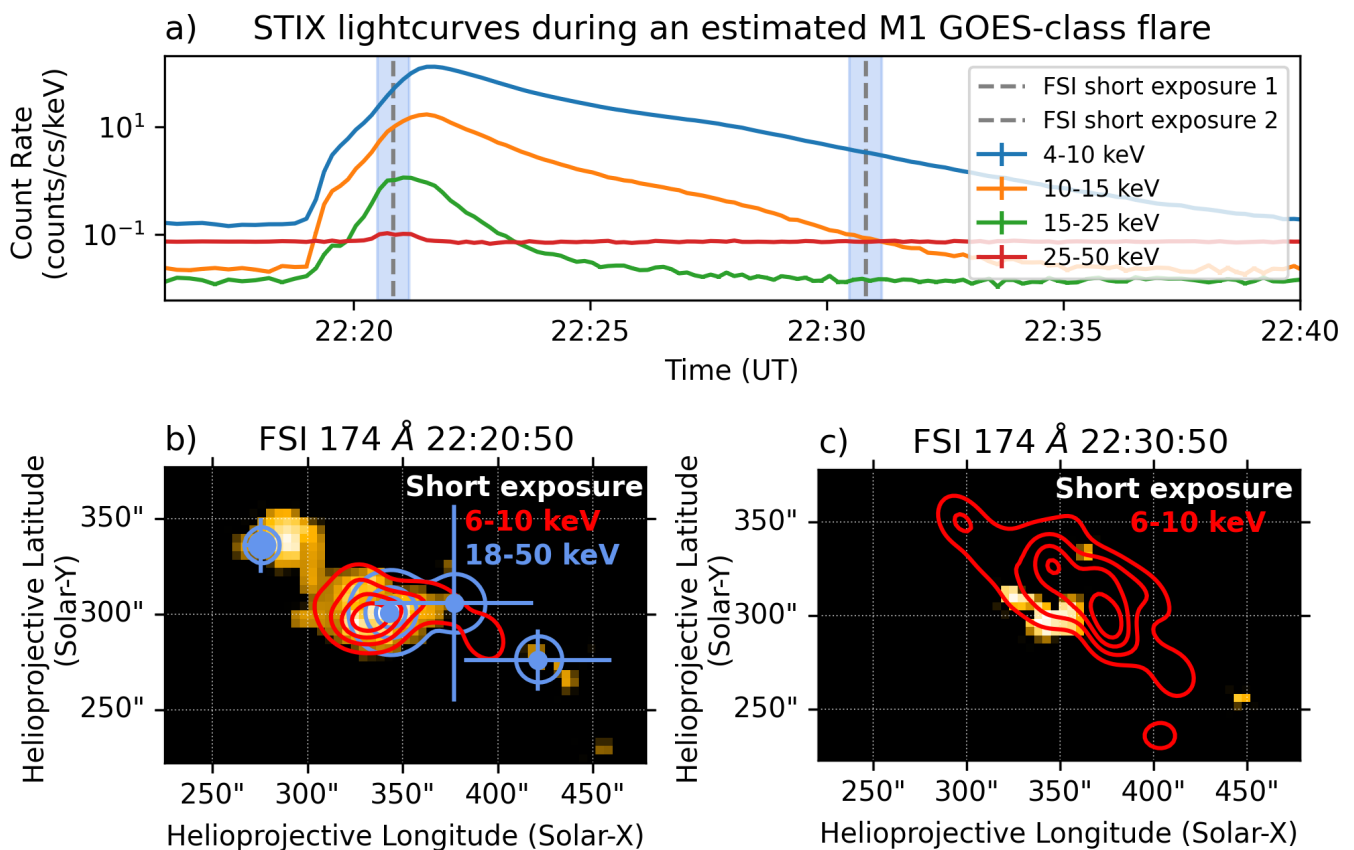 a) STIX lightcurves during an estimated M1 GOES-class flare
Count Rate
(counts/cs/keV)
10¹
10⁻¹
FSI short exposure 1
FSI short exposure 2
4-10 keV
10-15 keV
15-25 keV
25-50 keV
22:20 22:25 22:30 22:35 22:40
Time (UT)
b) FSI 174 Å 22:20:50
Helioprojective Latitude
(Solar-Y)
350"
300"
250"
Short exposure
6-10 keV
18-50 keV
250" 300" 350" 400" 450"
Helioprojective Longitude (Solar-X)
c) FSI 174 Å 22:30:50
Helioprojective Latitude
(Solar-Y)
350"
300"
250"
Short exposure
6-10 keV
250" 300" 350" 400" 450"
Helioprojective Longitude (Solar-X)